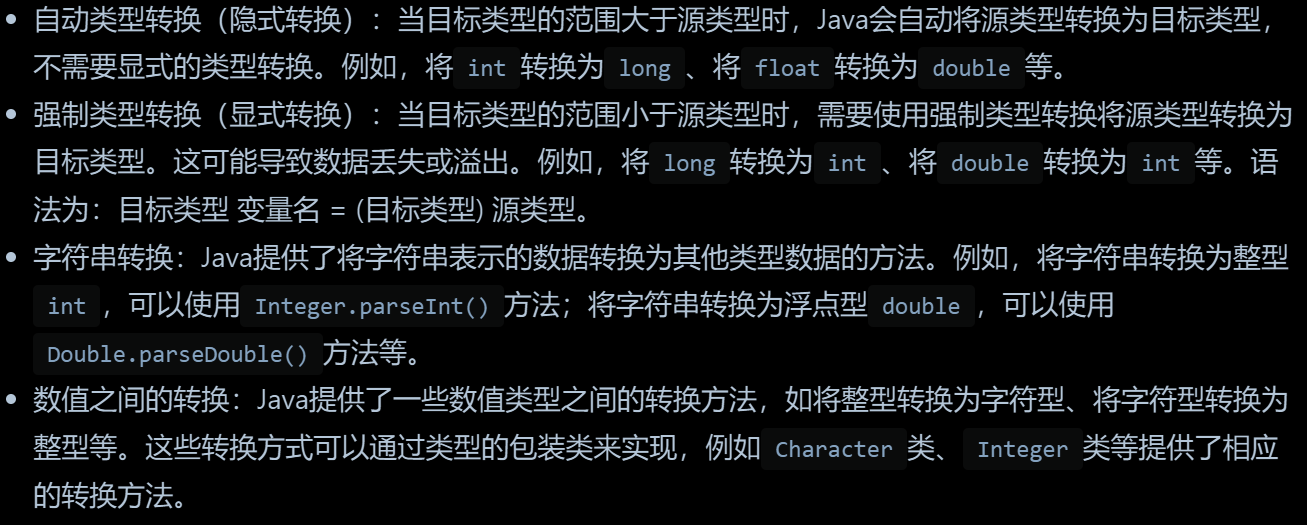 自动类型转换（隐式转换）：当目标类型的范围大于源类型时，Java会自动将源类型转换为目标类型，
不需要显式的类型转换。例如，将 int 转换为 long 、将 float 转换为 double 等。
强制类型转换（显式转换）：当目标类型的范围小于源类型时，需要使用强制类型转换将源类型转换为
目标类型。这可能导致数据丢失或溢出。例如，将 long 转换为 int 、将 double 转换为 int 等。语
法为：目标类型 变量名 = (目标类型) 源类型。
字符串转换：Java提供了将字符串表示的数据转换为其他类型数据的方法。例如，将字符串转换为整型
int ，可以使用 Integer.parseInt() 方法；将字符串转换为浮点型 double ，可以使用
Double.parseDouble() 方法等。
数值之间的转换：Java提供了一些数值类型之间的转换方法，如将整型转换为字符型、将字符型转换为
整型等。这些转换方式可以通过类型的包装类来实现，例如 Character 类、 Integer 类等提供了相应
的转换方法。